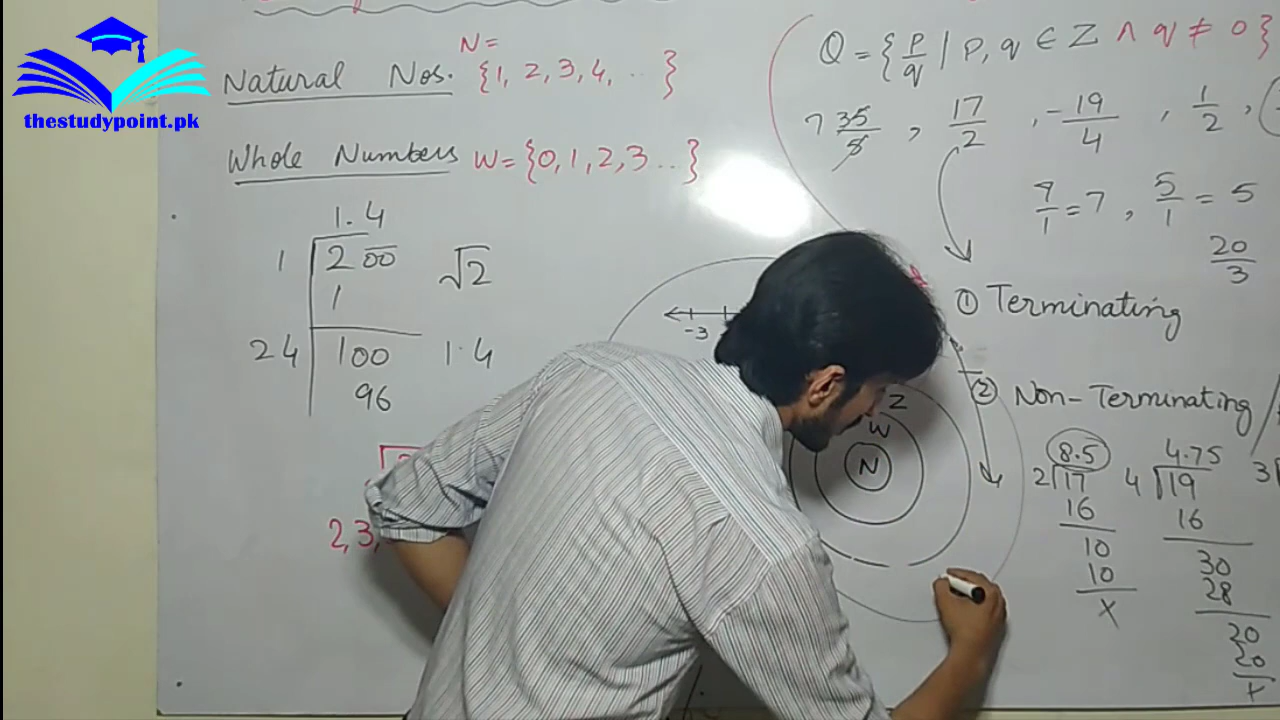 thestudypoint.pk
N=
Natural Nos. {1, 2, 3, 4, ... }
Whole Numbers W = {0, 1, 2, 3 ... }
1.4
1 2 00 √2
1
24 100 1.4
96
2, 3,
Q = { p/q | p, q ∈ Z ∧ q ≠ 0 }
7 35/5 , 17/2 , -19/4 , 1/2 ,
7/1 = 7 , 5/1 = 5
20/3
① Terminating
② Non-Terminating /
-3
Z
W
N
8.5
2 17
16
10
10
x
4.75
4 19
16
30
28
20
20
x
3